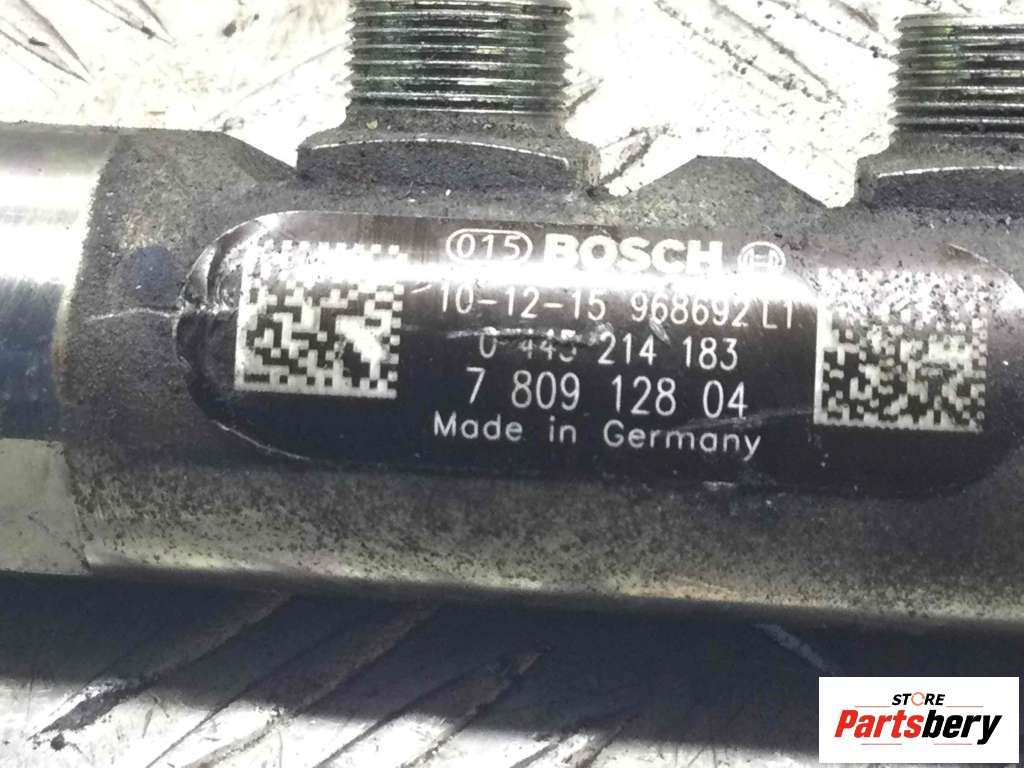 015 BOSCH
10-12-15 968692 L1
0 445 214 183
7 809 128 04
Made in Germany
STORE
Partsbery